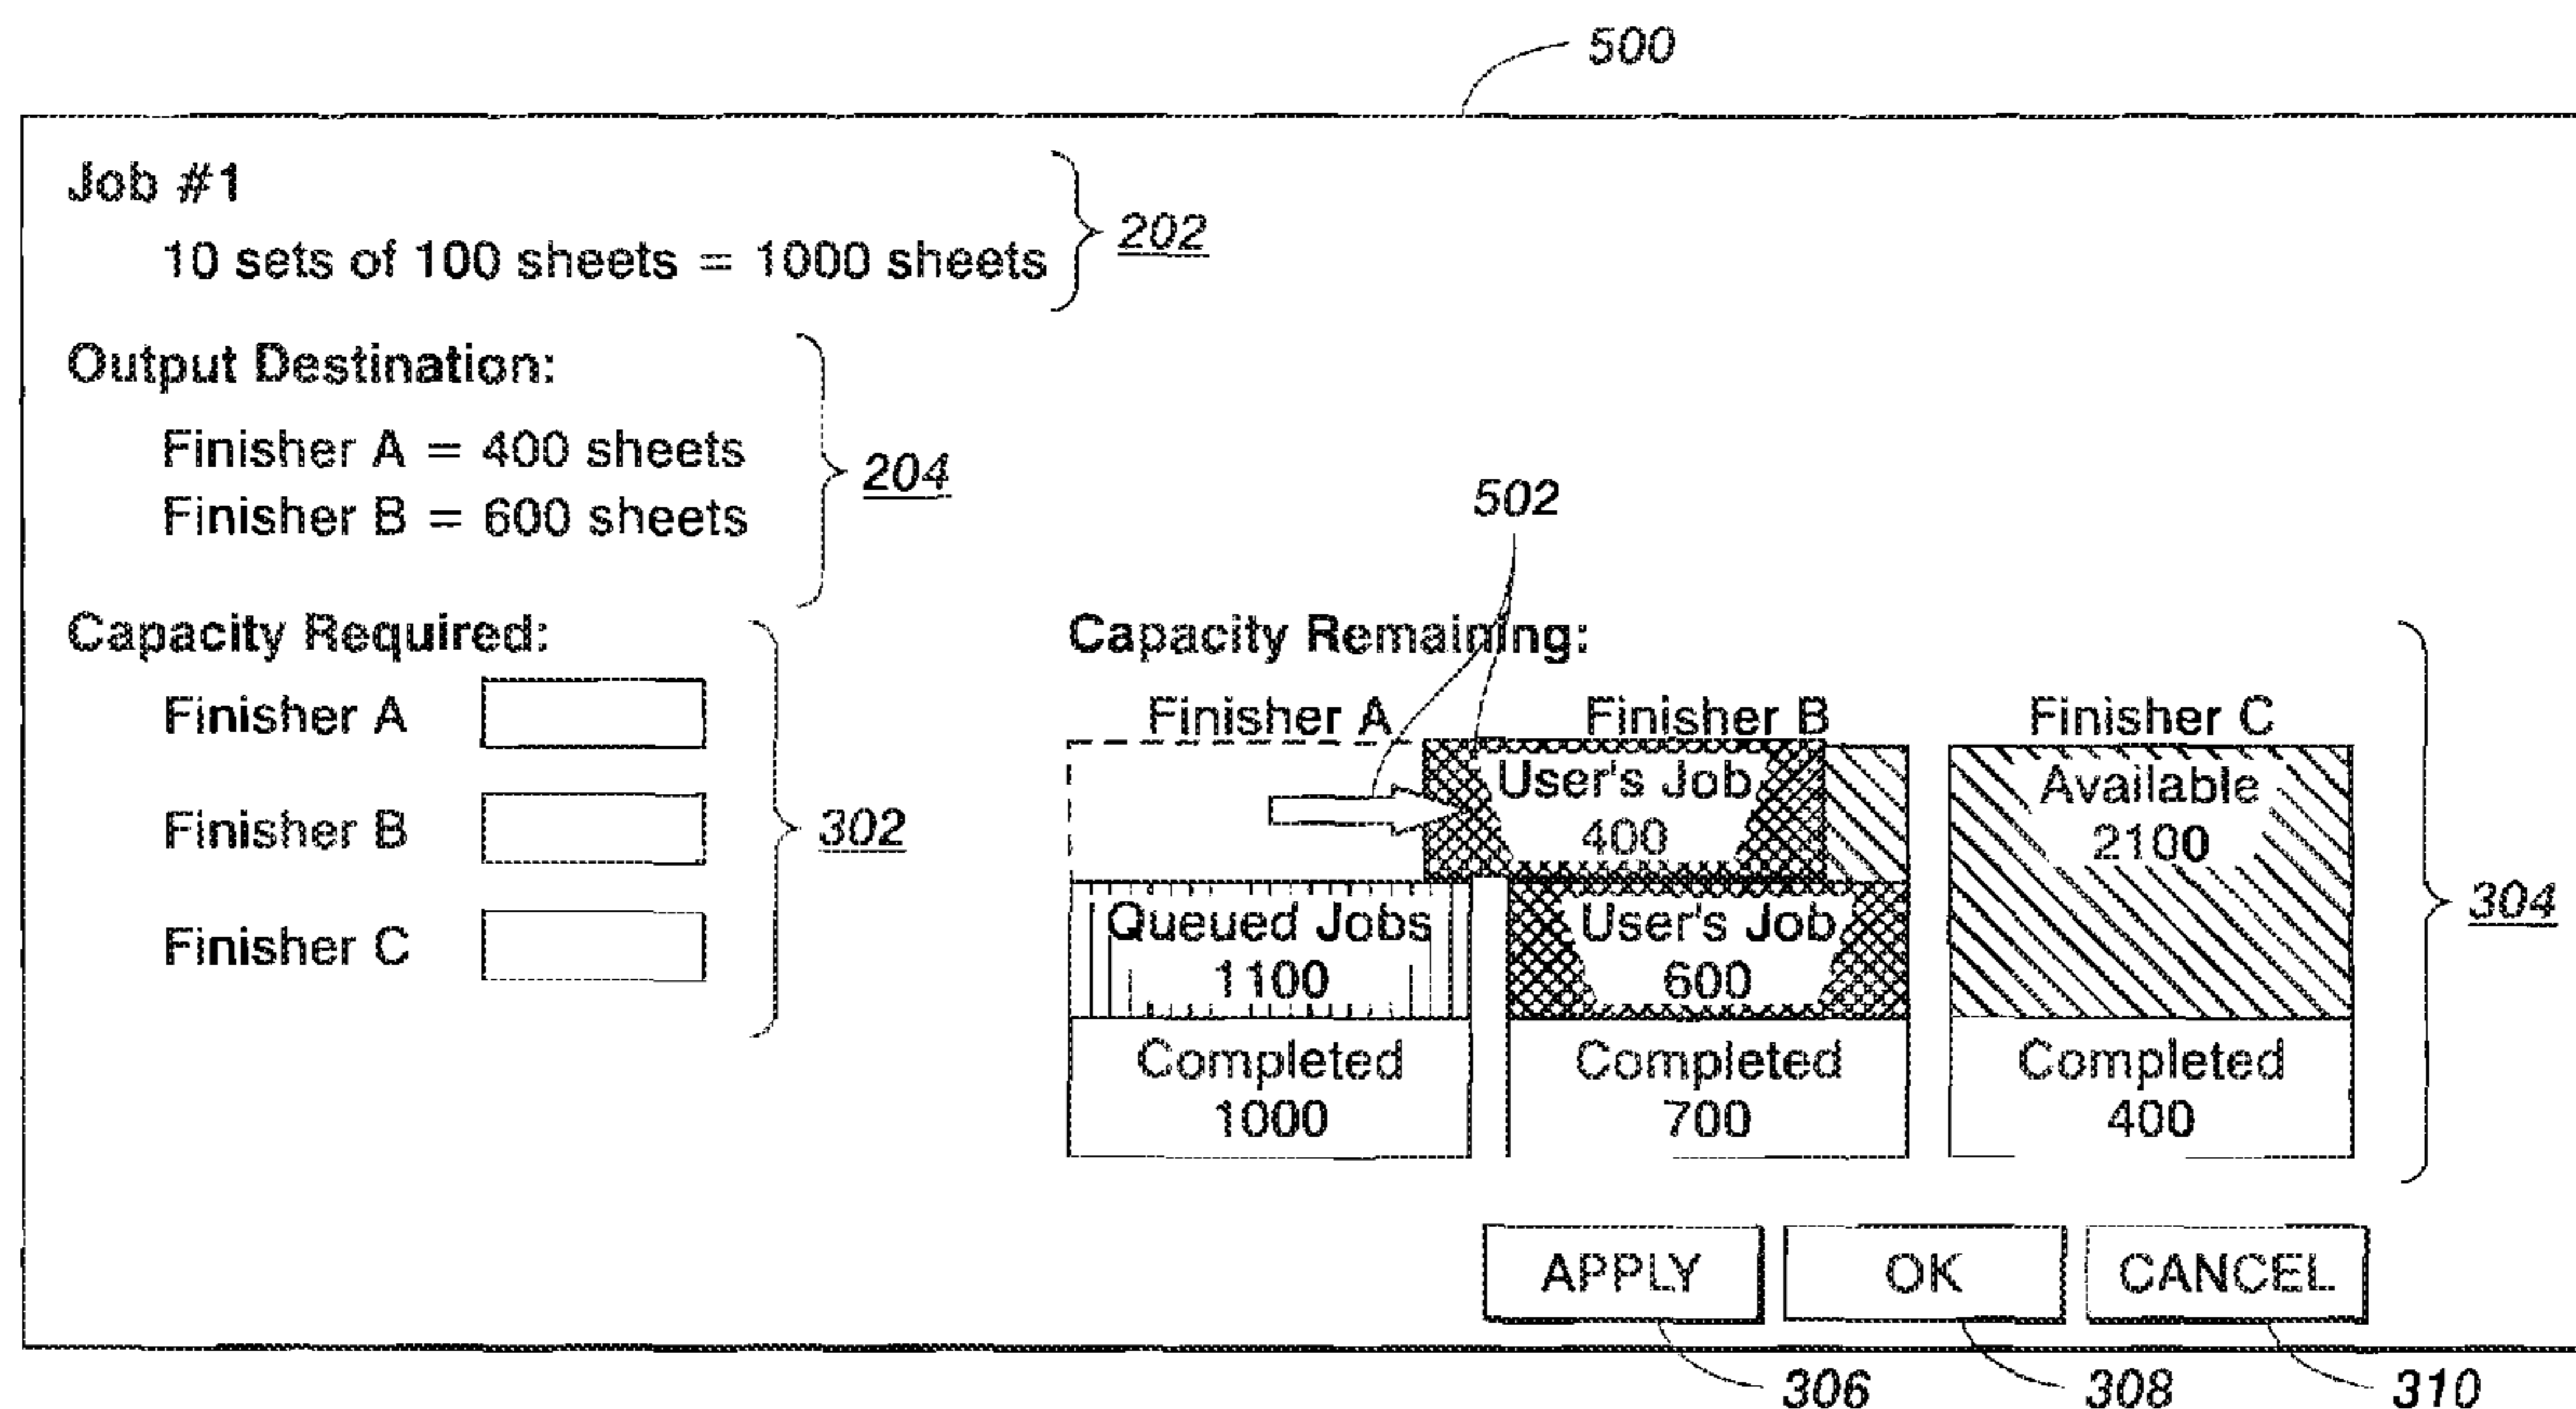 500
Job #1
10 sets of 100 sheets = 1000 sheets
202
Output Destination:
Finisher A = 400 sheets
Finisher B = 600 sheets
204
502
Capacity Required:
Finisher A
Finisher B
Finisher C
302
Capacity Remaining:
Finisher A
Finisher B
Finisher C
User's Job
400
Available
2100
Queued Jobs
1100
User's Job
600
Completed
1000
Completed
700
Completed
400
304
APPLY
OK
CANCEL
306
308
310